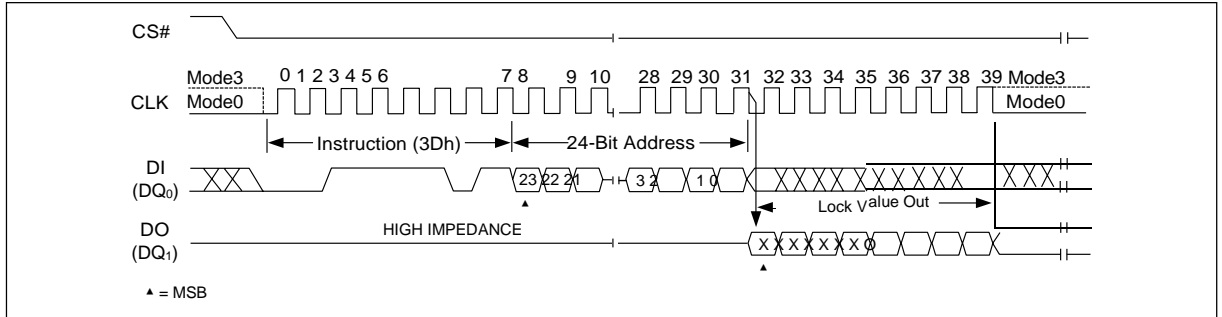 CS#
Mode3 0 1 2 3 4 5 6 7 8 9 10 28 29 30 31 32 33 34 35 36 37 38 39 Mode3
CLK Mode0 Mode0
Instruction (3Dh) 24-Bit Address
DI
(DQ0) 23 22 21 3 2 1 0
Lock Value Out
DO HIGH IMPEDANCE
(DQ1) X X X X X X X O
▲ = MSB